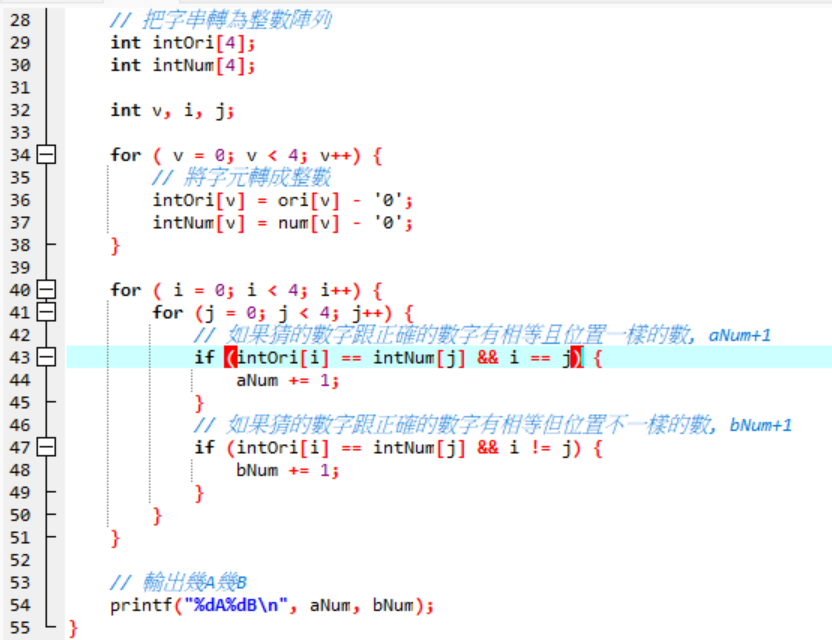 28 // 把字串轉為整數陣列
29 int intOri[4];
30 int intNum[4];
31
32 int v, i, j;
33
34 for ( v = 0; v < 4; v++) {
35 // 將字元轉成整數
36 intOri[v] = ori[v] - '0';
37 intNum[v] = num[v] - '0';
38 }
39
40 for ( i = 0; i < 4; i++) {
41 for (j = 0; j < 4; j++) {
42 // 如果猜的數字跟正確的數字有相等且位置一樣的數, aNum+1
43 if (intOri[i] == intNum[j] && i == j) {
44 aNum += 1;
45 }
46 // 如果猜的數字跟正確的數字有相等但位置不一樣的數, bNum+1
47 if (intOri[i] == intNum[j] && i != j) {
48 bNum += 1;
49 }
50 }
51 }
52
53 // 輸出幾A幾B
54 printf("%dA%dB\n", aNum, bNum);
55 }